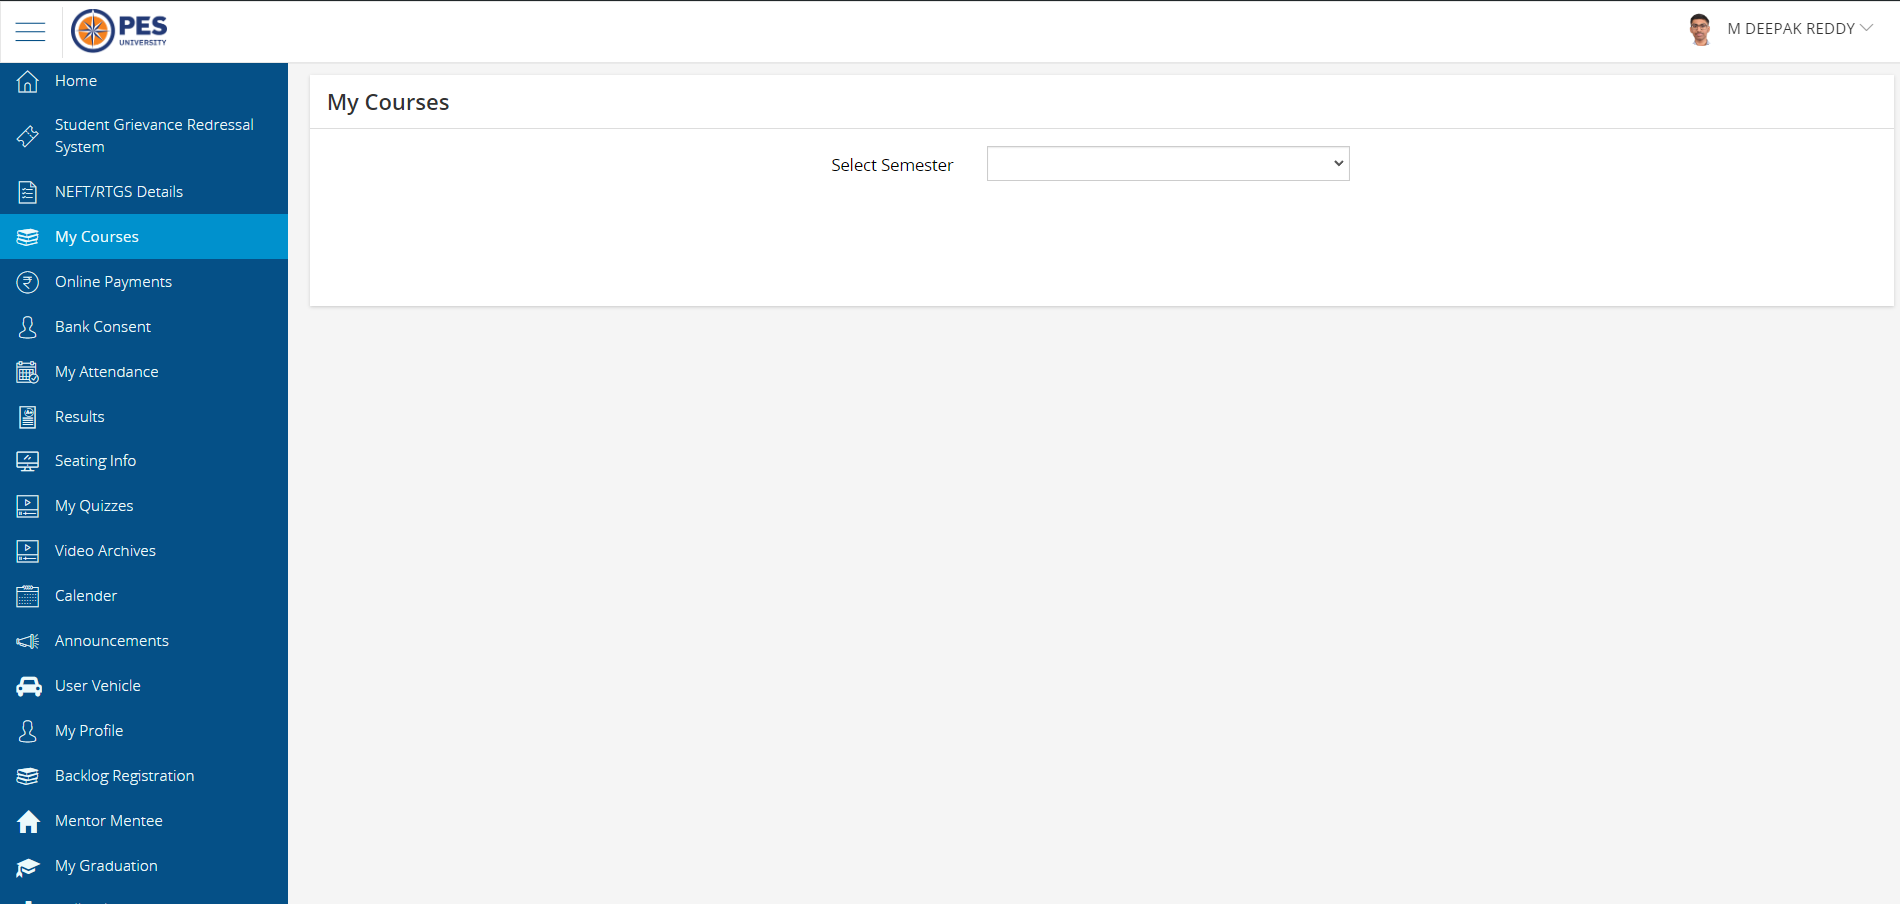 PES
UNIVERSITY
M DEEPAK REDDY
Home
Student Grievance Redressal
System
NEFT/RTGS Details
My Courses
Online Payments
Bank Consent
My Attendance
Results
Seating Info
My Quizzes
Video Archives
Calender
Announcements
User Vehicle
My Profile
Backlog Registration
Mentor Mentee
My Graduation
My Courses
Select Semester